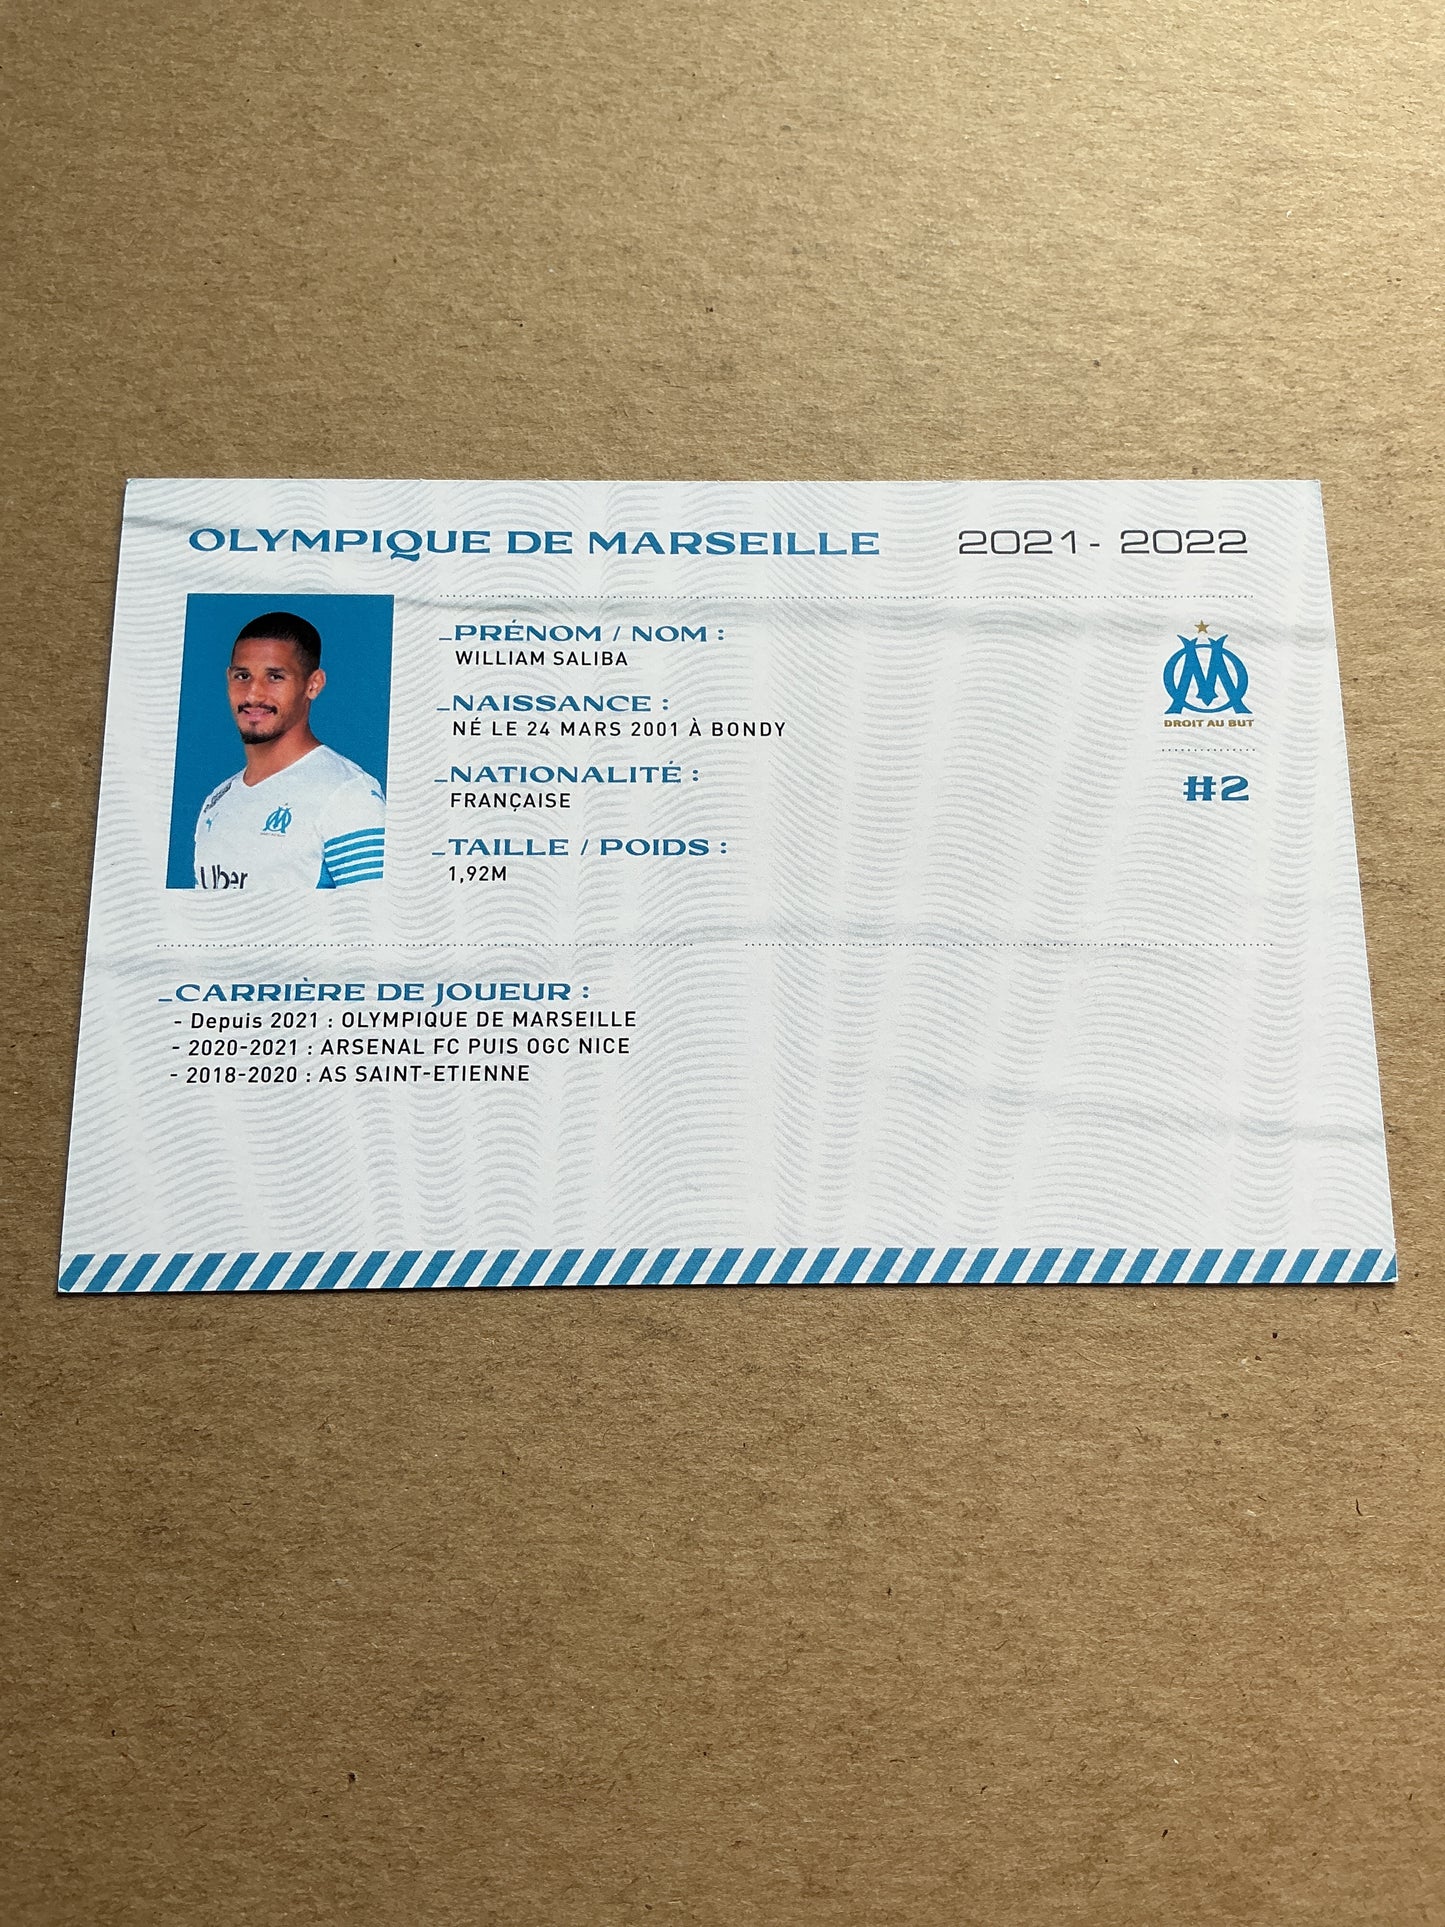 OLYMPIQUE DE MARSEILLE 2021 - 2022
_PRÉNOM / NOM :
WILLIAM SALIBA
_NAISSANCE :
NÉ LE 24 MARS 2001 À BONDY
_NATIONALITÉ :
FRANÇAISE
_TAILLE / POIDS :
1,92M
DROIT AU BUT
#2
Uber
_CARRIÈRE DE JOUEUR :
- Depuis 2021 : OLYMPIQUE DE MARSEILLE
- 2020-2021 : ARSENAL FC PUIS OGC NICE
- 2018-2020 : AS SAINT-ETIENNE